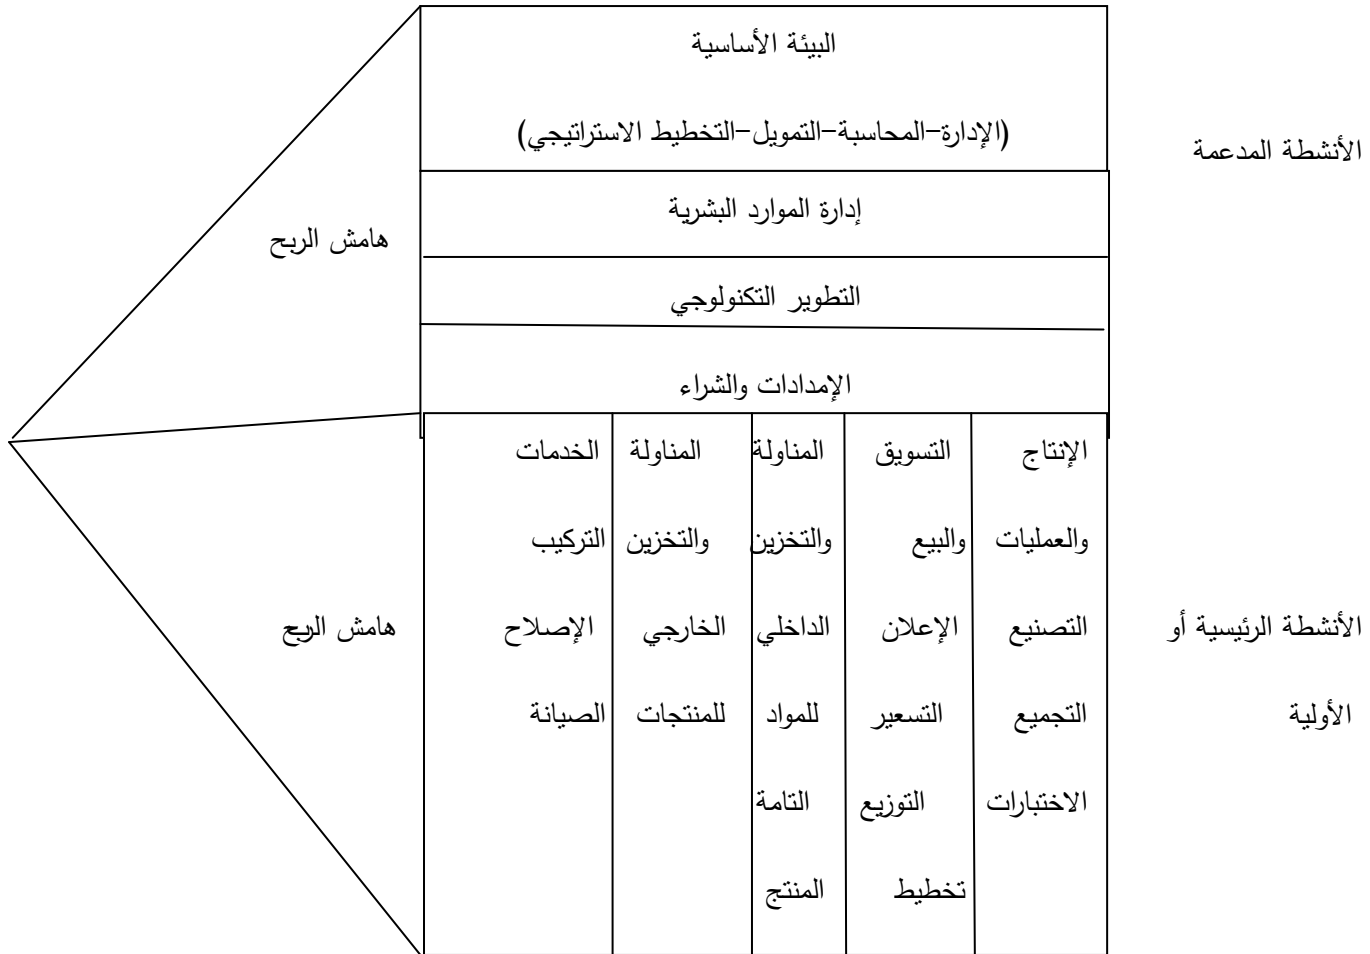 البيئة الأساسية
(الإدارة-المحاسبة-التمويل-التخطيط الاستراتيجي)
الأنشطة المدعمة
إدارة الموارد البشرية
هامش الربح
التطوير التكنولوجي
الإمدادات والشراء
الإنتاج
والعمليات
التصنيع
التجميع
الاختبارات
التسويق
والبيع
الإعلان
التسعير
التوزيع
تخطيط
المناولة
والتخزين
الداخلي
للمواد
التامة
المنتج
المناولة
والتخزين
الخارجي
للمنتجات
الخدمات
التركيب
الإصلاح
الصيانة
الأنشطة الرئيسية أو
الأولية
هامش الربح